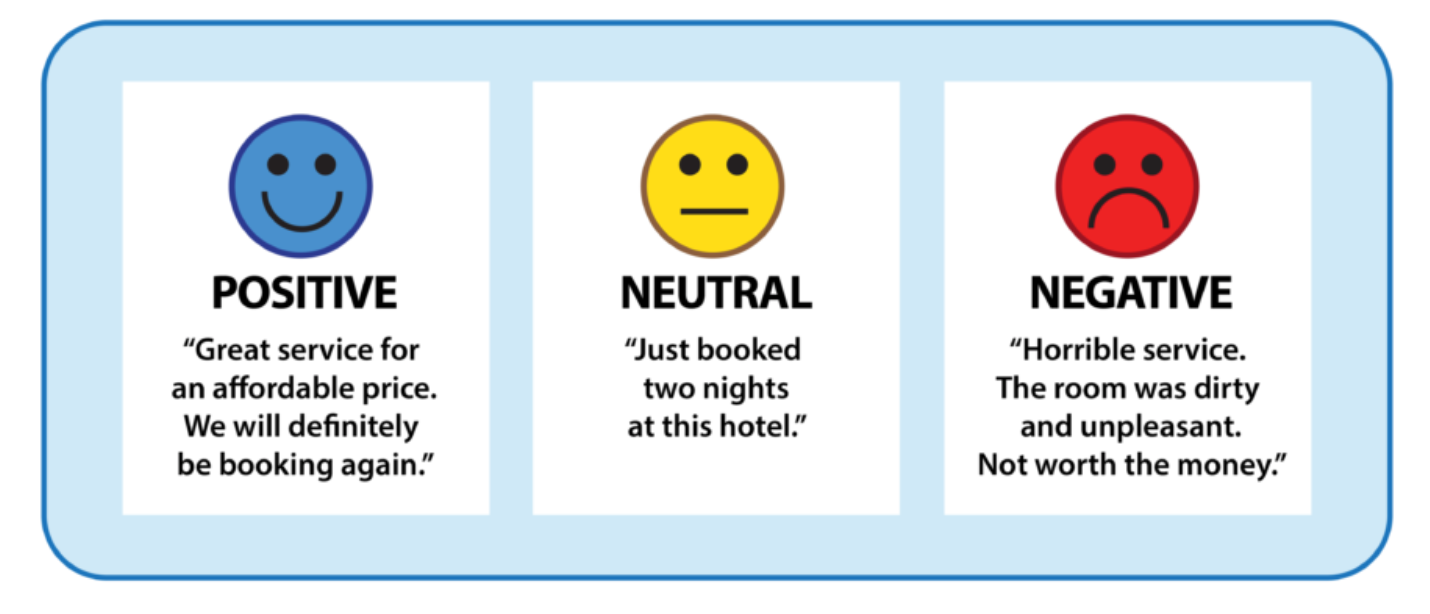 POSITIVE
“Great service for
an affordable price.
We will definitely
be booking again.”
NEUTRAL
“Just booked
two nights
at this hotel.”
NEGATIVE
“Horrible service.
The room was dirty
and unpleasant.
Not worth the money.”